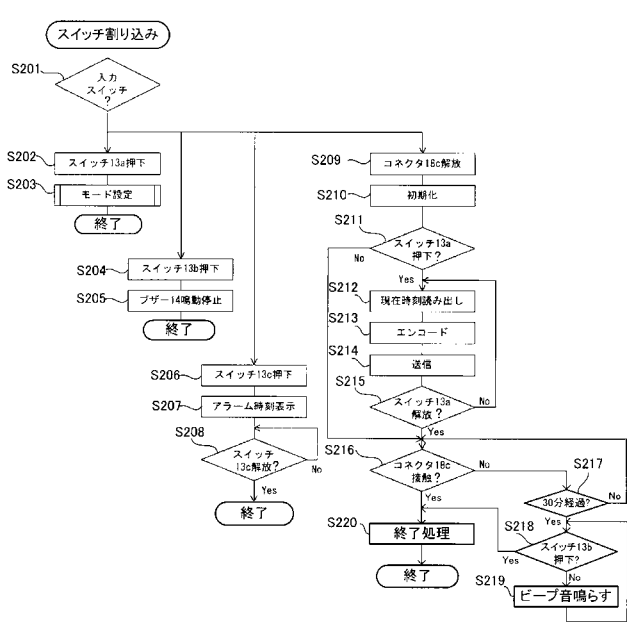 スイッチ割り込み
S201
入力
スイッチ
?
S202
スイッチ13a押下
S203
モード設定
終了
S204
スイッチ13b押下
S205
ブザー14鳴動停止
終了
S206
スイッチ13c押下
S207
アラーム時刻表示
S208
スイッチ
13c解放?
No
Yes
終了
S209
コネクタ18c解放
S210
初期化
S211
スイッチ13a
押下?
No
Yes
S212
現在時刻読み出し
S213
エンコード
S214
送信
S215
スイッチ13a
解放?
No
Yes
S216
コネクタ18c
接触?
No
Yes
S217
30分経過?
No
Yes
S218
スイッチ13b
押下?
Yes
No
S219
ビープ音鳴らす
S220
終了処理
終了